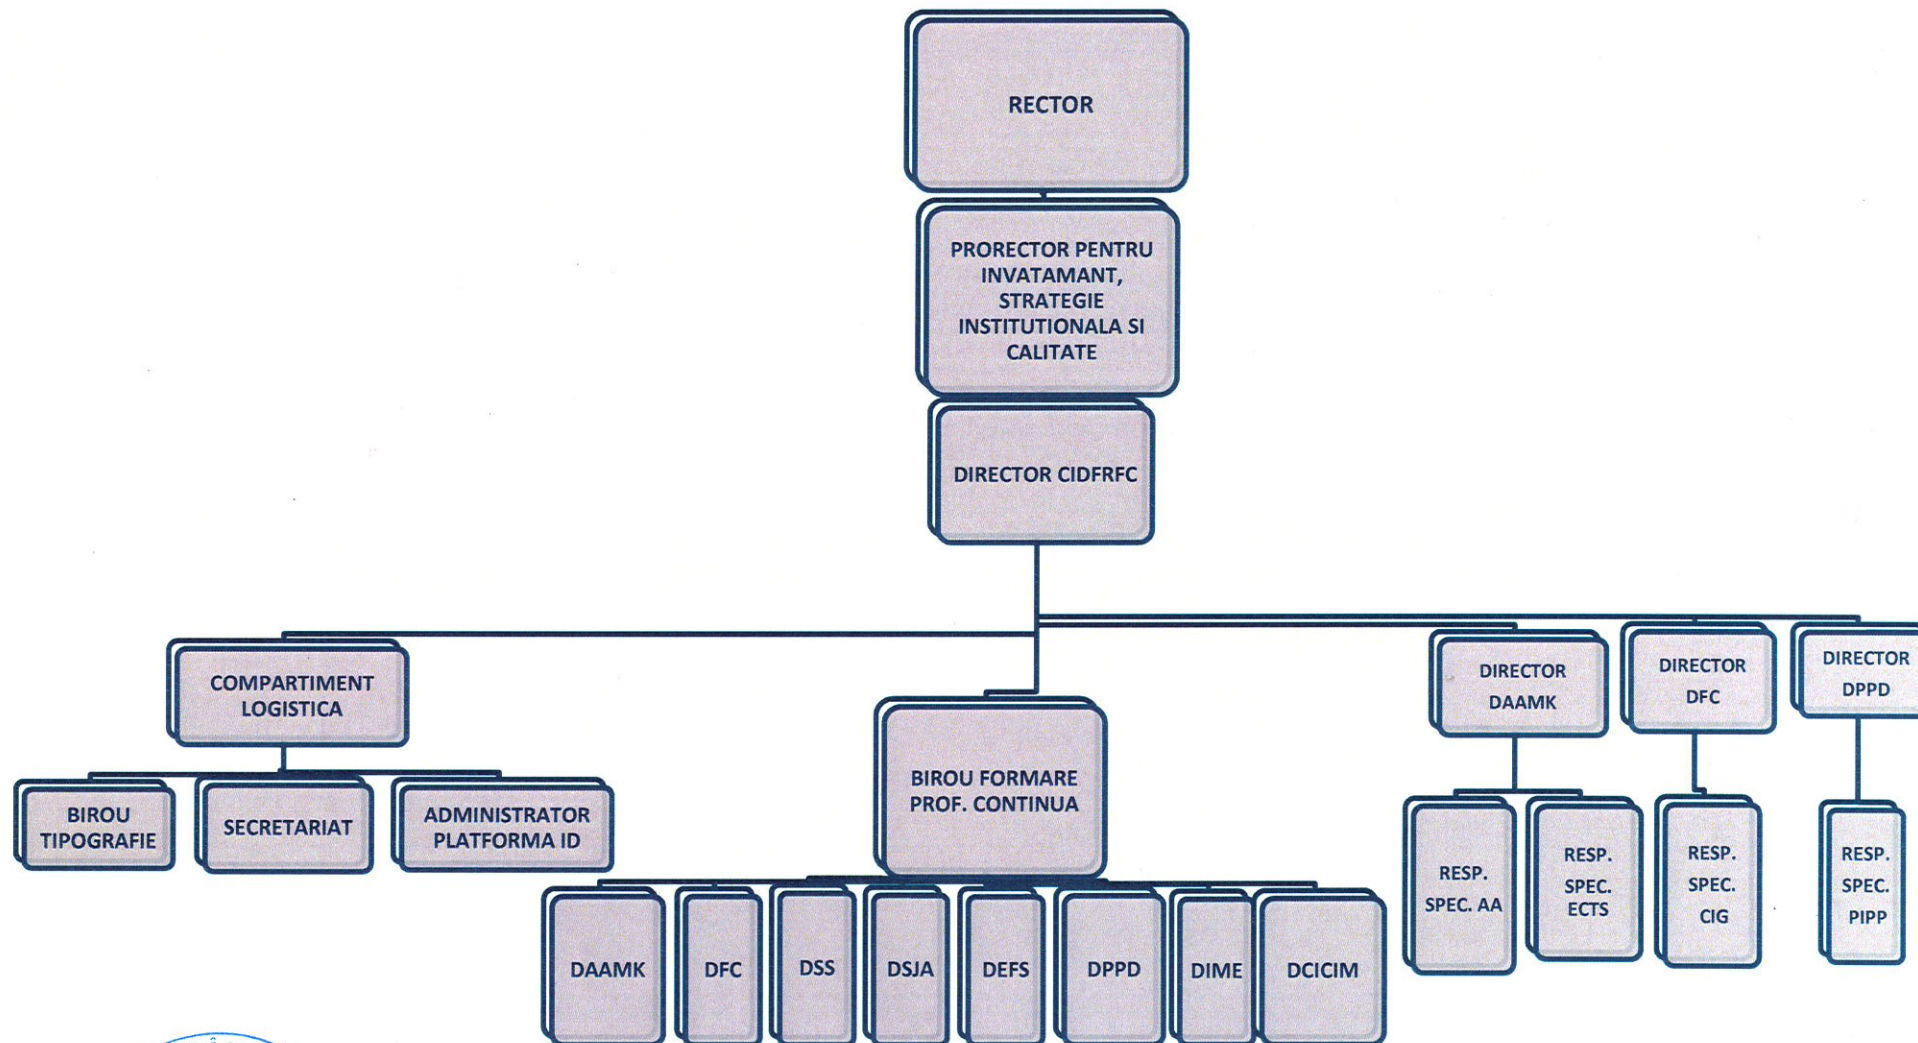 RECTOR
PRORECTOR PENTRU
INVATAMANT,
STRATEGIE
INSTITUTIONALA SI
CALITATE
DIRECTOR CIDFRFC
COMPARTIMENT
LOGISTICA
BIROU
TIPOGRAFIE
SECRETARIAT
ADMINISTRATOR
PLATFORMA ID
BIROU FORMARE
PROF. CONTINUA
DAAMK
DFC
DSS
DSJA
DEFS
DPPD
DIME
DCICIM
DIRECTOR
DAAMK
RESP.
SPEC. AA
RESP.
SPEC.
ECTS
DIRECTOR
DFC
RESP.
SPEC.
CIG
DIRECTOR
DPPD
RESP.
SPEC.
PIPP